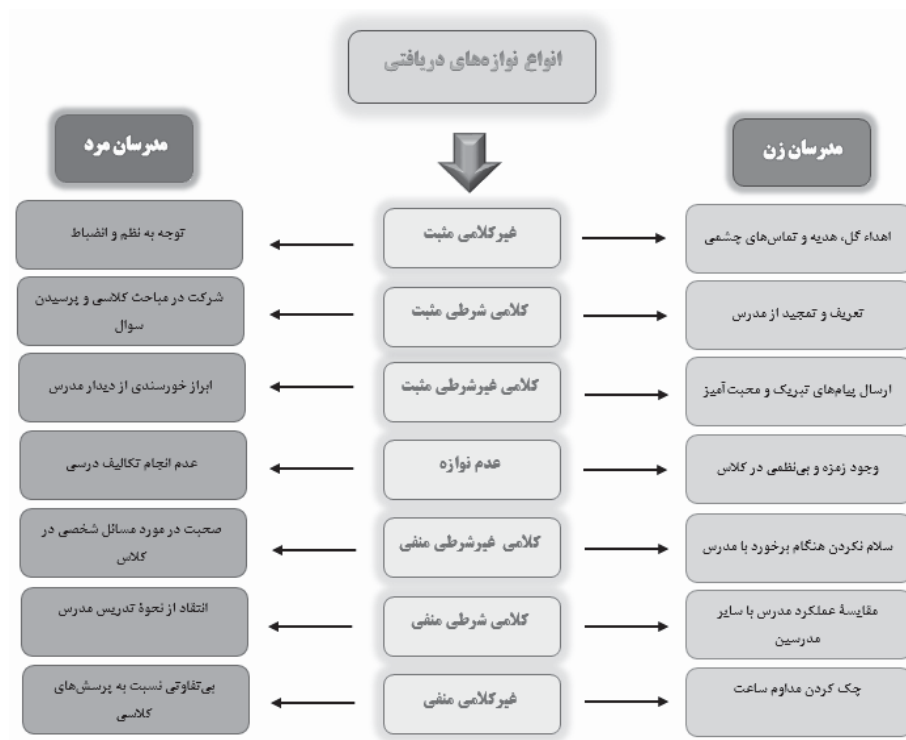 انواع نوازه‌های دریافتی
مدرسان زن
مدرسان مرد
اهداء گل، هدیه و تماس‌های چشمی
غیرکلامی مثبت
توجه به نظم و انضباط
تعریف و تمجید از مدرس
کلامی شرطی مثبت
شرکت در مباحث کلاسی و پرسیدن
سوال
ارسال پیام‌های تبریک و محبت‌آمیز
کلامی غیرشرطی مثبت
ابراز خورسندی از دیدار مدرس
وجود زمزه و بی‌نظمی در کلاس
عدم نوازه
عدم انجام تکالیف درسی
سلام نکردن هنگام برخورد با مدرس
کلامی غیرشرطی منفی
صحبت در مورد مسائل شخصی در
کلاس
مقایسهٔ عملکرد مدرس با سایر
مدرسین
کلامی شرطی منفی
انتقاد از نحوهٔ تدریس مدرس
چک کردن مداوم ساعت
غیرکلامی منفی
بی‌تفاوتی نسبت به پرسش‌های
کلاسی